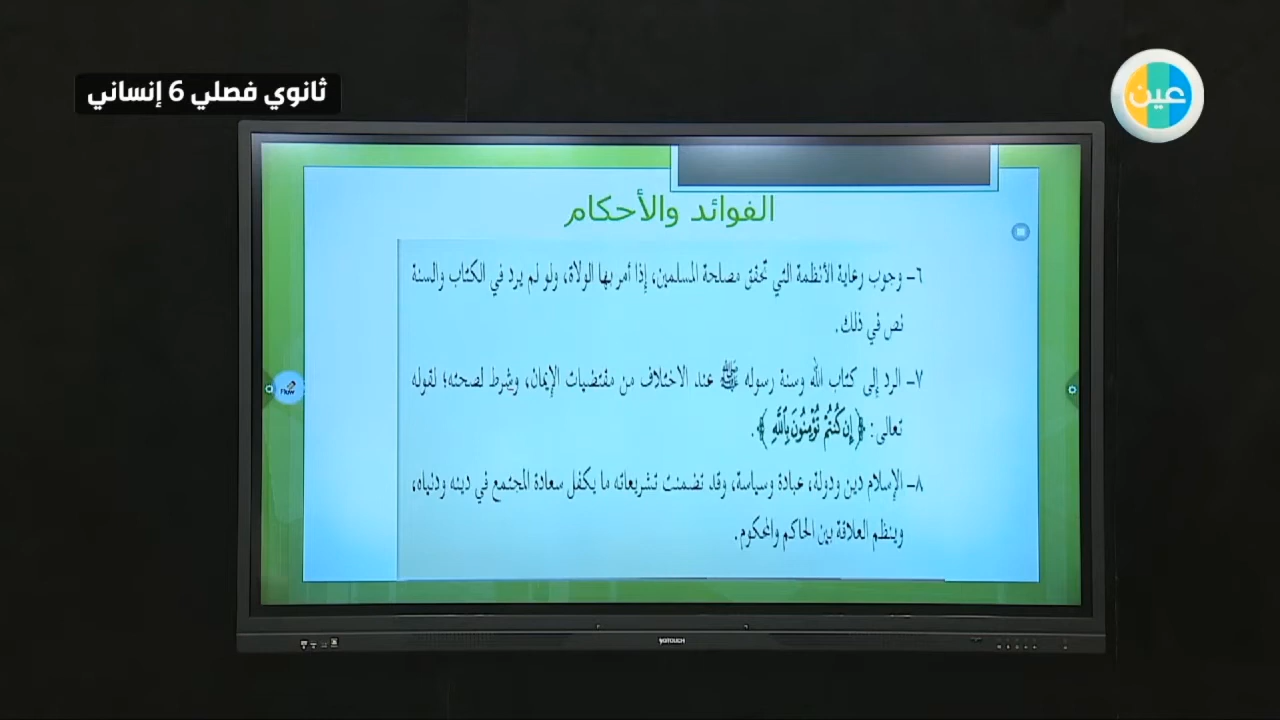 ثانوي فصلي 6 إنساني
عين
الفوائد والأحكام
٦- وجوب رعاية الأنظمة التي تحقق مصلحة المسلمين، إذا أمر بها الولاة، ولو لم يرد في الكتاب والسنة
نص في ذلك.
٧- الرد إلى كتاب الله وسنة رسوله ﷺ عند الاختلاف من مقتضيات الإيمان، وشرط لصحته؛ لقوله
تعالى: ﴿إِن كُنتُمْ تُؤْمِنُونَ بِٱللَّهِ﴾.
٨- الإسلام دين ودولة، عبادة وسياسة، وقد تضمنت تشريعاته ما يكفل سعادة المجتمع في دينه ودنياه،
وينظم العلاقة بين الحاكم والمحكوم.
Flow